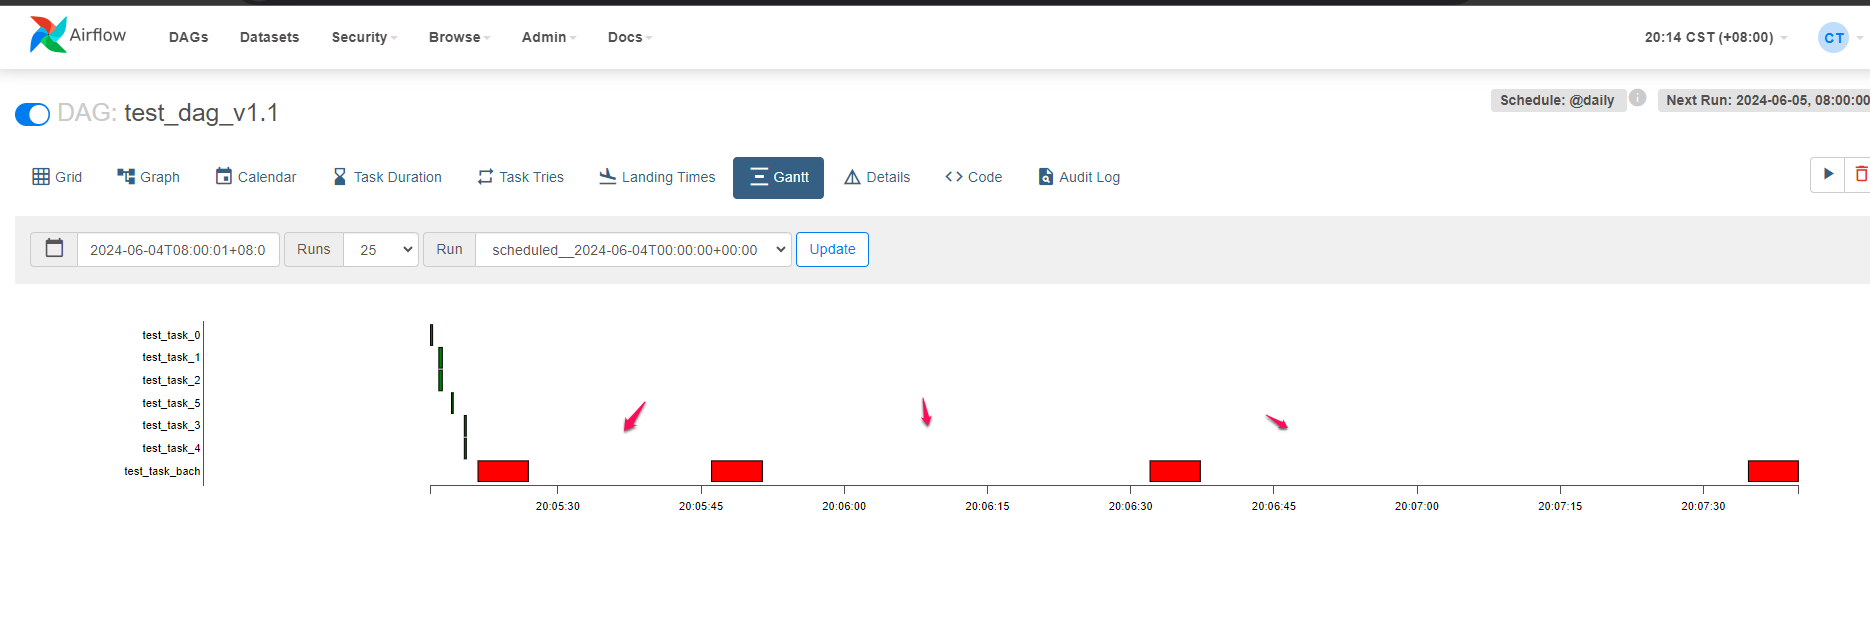 Airflow DAGs Datasets Security Browse Admin Docs 20:14 CST (+08:00) CT
DAG: test_dag_v1.1 Schedule: @daily i Next Run: 2024-06-05, 08:00:00
Grid Graph Calendar Task Duration Task Tries Landing Times Gantt Details <> Code Audit Log
2024-06-04T08:00:01+08:0 Runs 25 Run scheduled__2024-06-04T00:00:00+00:00 Update
test_task_0
test_task_1
test_task_2
test_task_5
test_task_3
test_task_4
test_task_bach
20:05:30 20:05:45 20:06:00 20:06:15 20:06:30 20:06:45 20:07:00 20:07:15 20:07:30